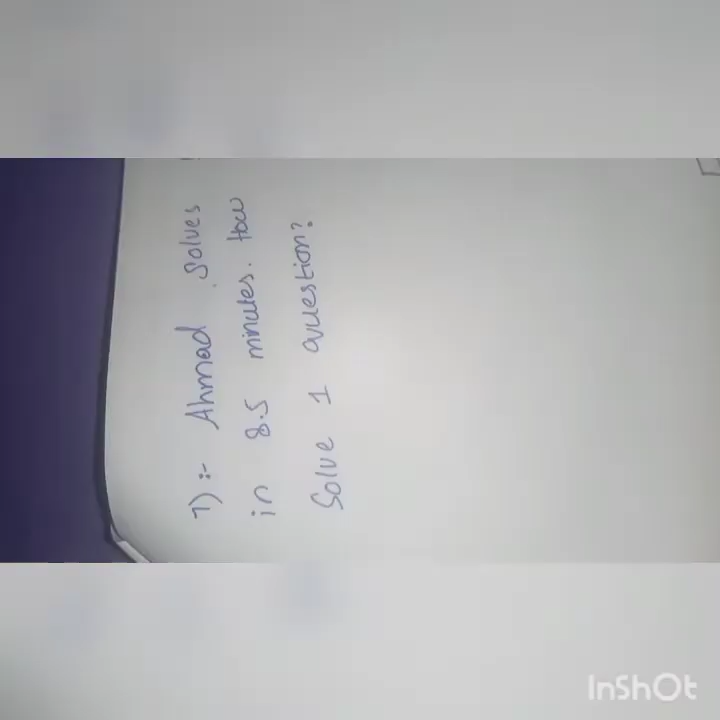 7):- Ahmad solves
in 8.5 minutes. How
Solve 1 question?
InShOt